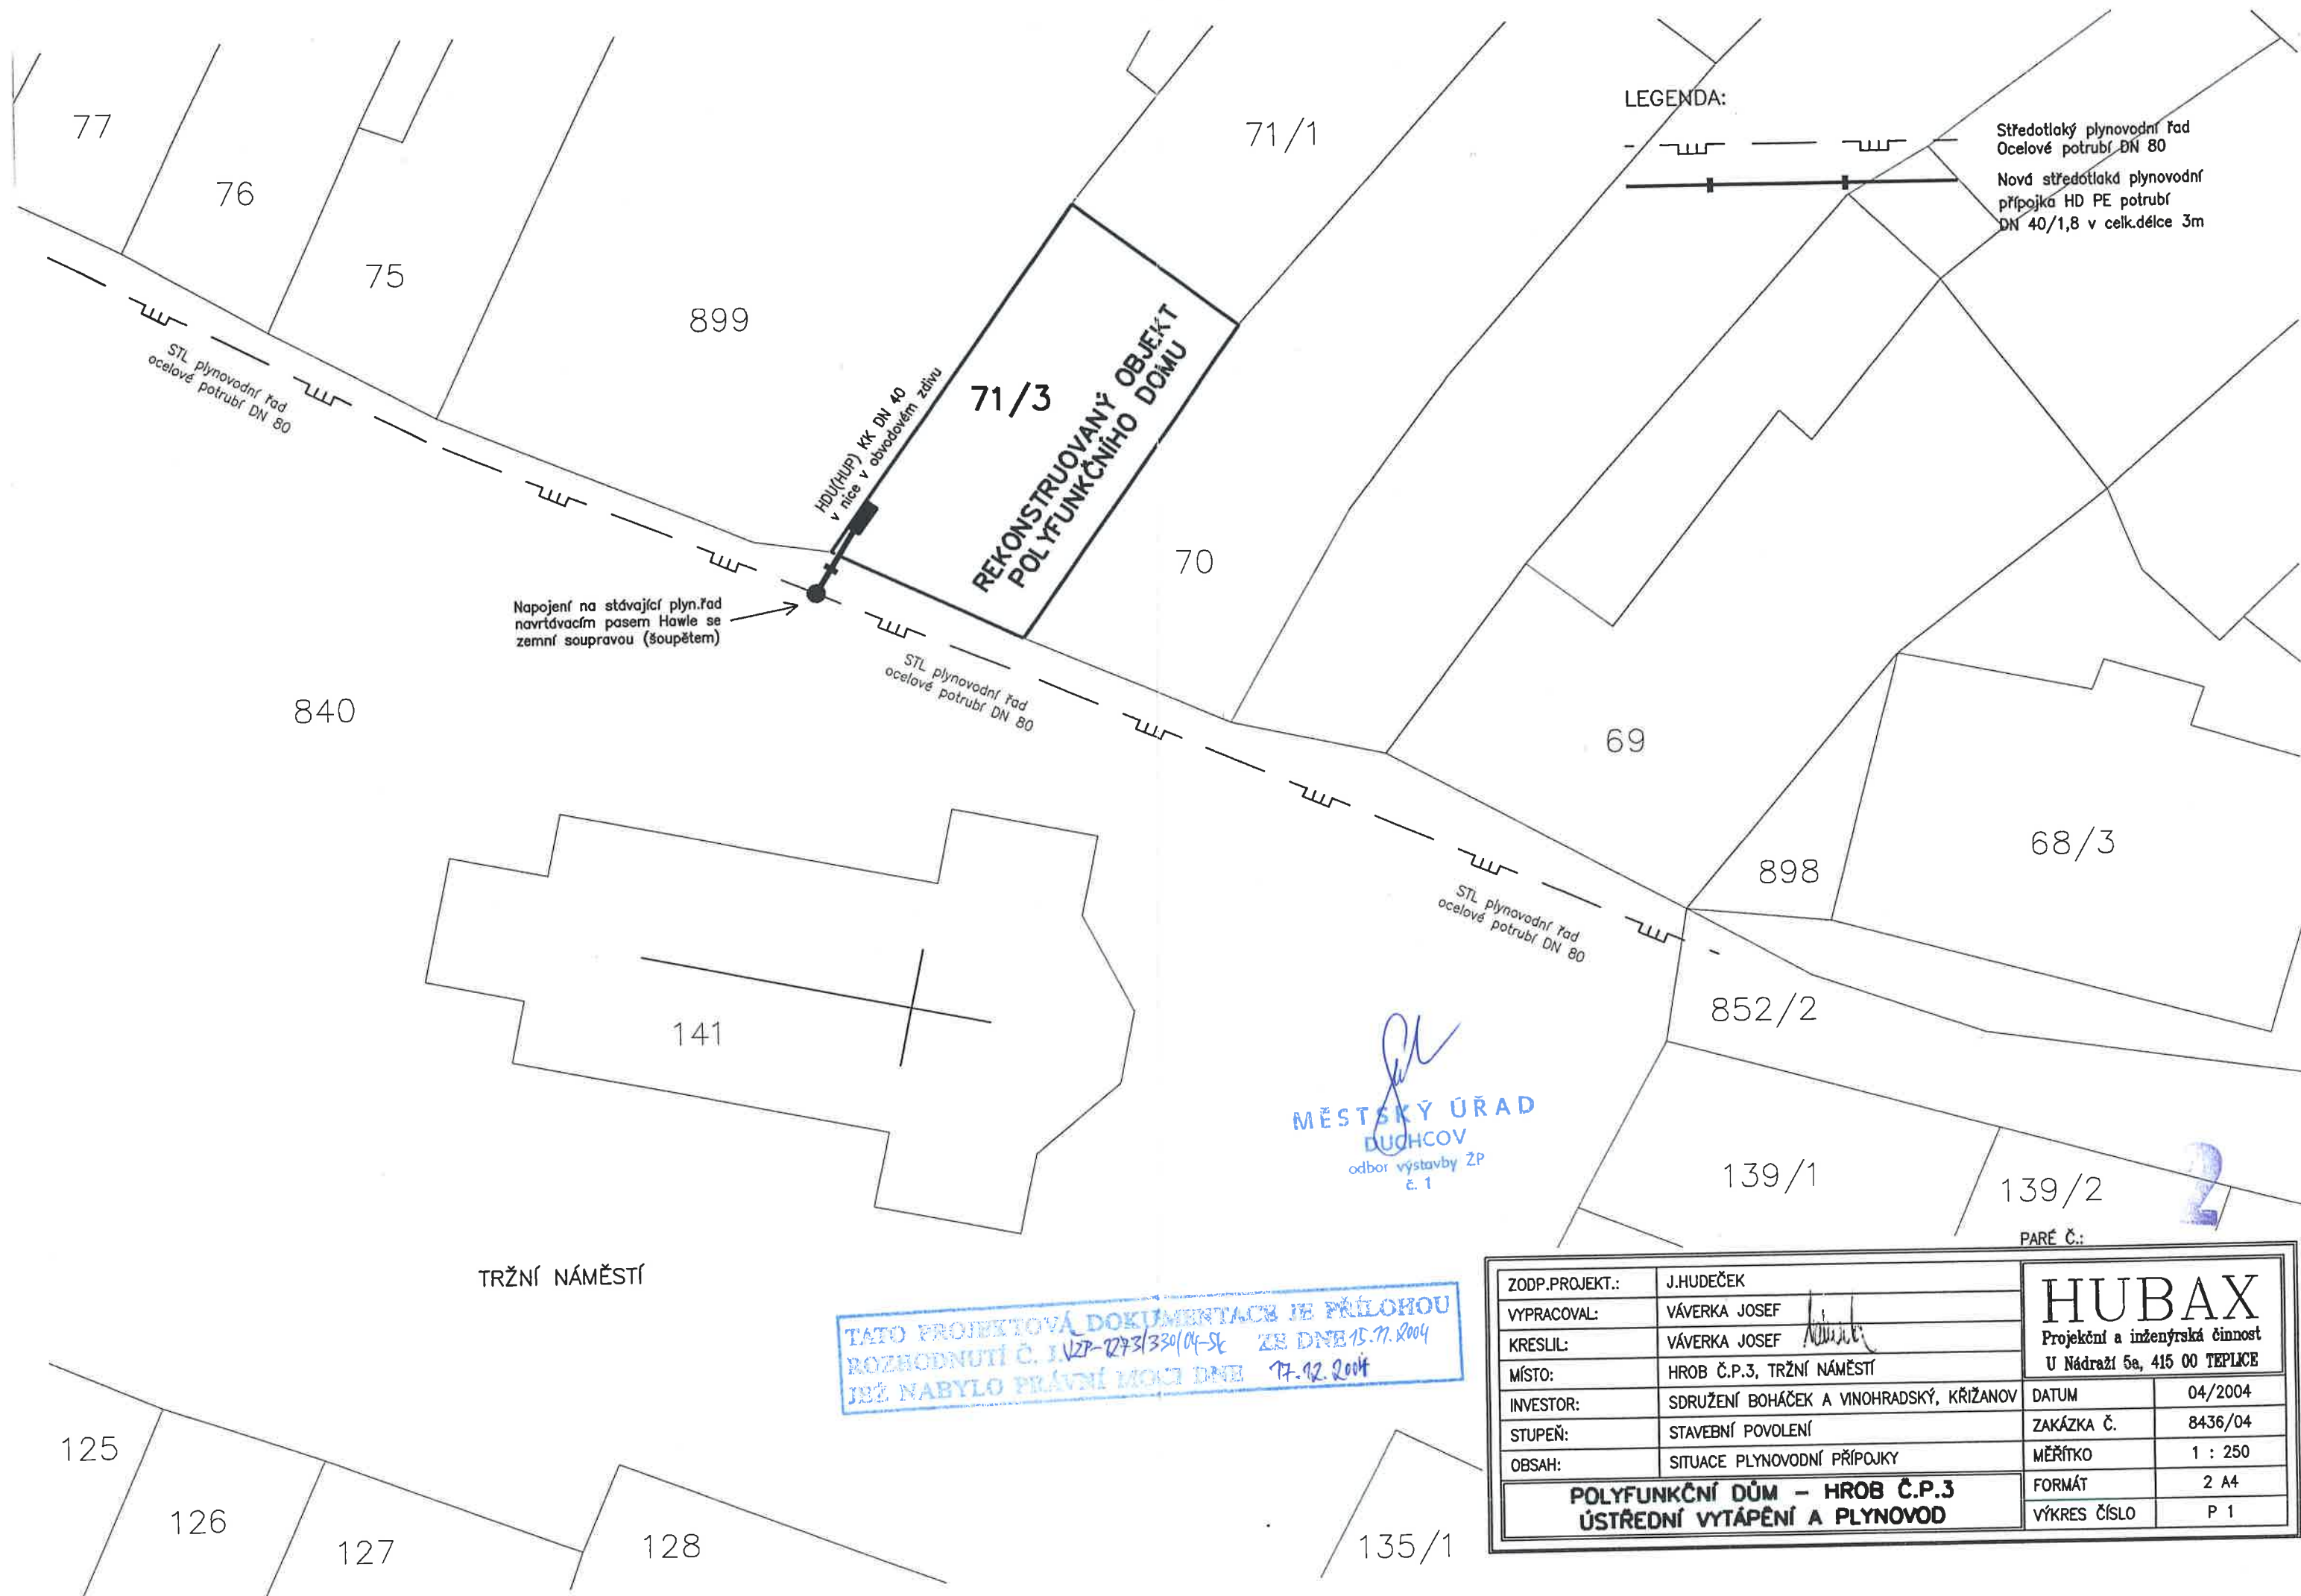 77
76
75
899
71/1
LEGENDA:
Středotlaký plynovodní řad
Ocelové potrubí DN 80
Nová středotlaká plynovodní
přípojka HD PE potrubí
DN 40/1,8 v celk.délce 3m
STL plynovodní řad
ocelové potrubí DN 80
HDU(HUP) KK DN 40
v nice v obvodovém zdivu
71/3
REKONSTRUOVANÝ OBJEKT
POLYFUNKČNÍHO DOMU
70
Napojení na stávající plyn.řad
navrtávacím pasem Hawle se
zemní soupravou (šoupětem)
STL plynovodní řad
ocelové potrubí DN 80
840
69
68/3
898
STL plynovodní řad
ocelové potrubí DN 80
852/2
141
MĚSTSKÝ ÚŘAD
DUCHCOV
odbor výstavby ŽP
č. 1
139/1
139/2
2
PARÉ Č.:
TRŽNÍ NÁMĚSTÍ
TATO PROJEKTOVÁ DOKUMENTACE JE PŘÍLOHOU
ROZHODNUTÍ Č. J. ZE DNE 15.11.2004
JEŽ NABYLO PRÁVNÍ MOCI DNE 17.12.2004
ZODP.PROJEKT.: J.HUDEČEK
VYPRACOVAL: VÁVERKA JOSEF
KRESLIL: VÁVERKA JOSEF
MÍSTO: HROB Č.P.3, TRŽNÍ NÁMĚSTÍ
INVESTOR: SDRUŽENÍ BOHÁČEK A VINOHRADSKÝ, KŘIŽANOV
STUPEŇ: STAVEBNÍ POVOLENÍ
OBSAH: SITUACE PLYNOVODNÍ PŘÍPOJKY
POLYFUNKČNÍ DŮM – HROB Č.P.3
ÚSTŘEDNÍ VYTÁPĚNÍ A PLYNOVOD
HUBAX
Projekční a inženýrská činnost
U Nádraží 5a, 415 00 TEPLICE
DATUM 04/2004
ZAKÁZKA Č. 8436/04
MĚŘÍTKO 1 : 250
FORMÁT 2 A4
VÝKRES ČÍSLO P 1
125
126
127
128
135/1